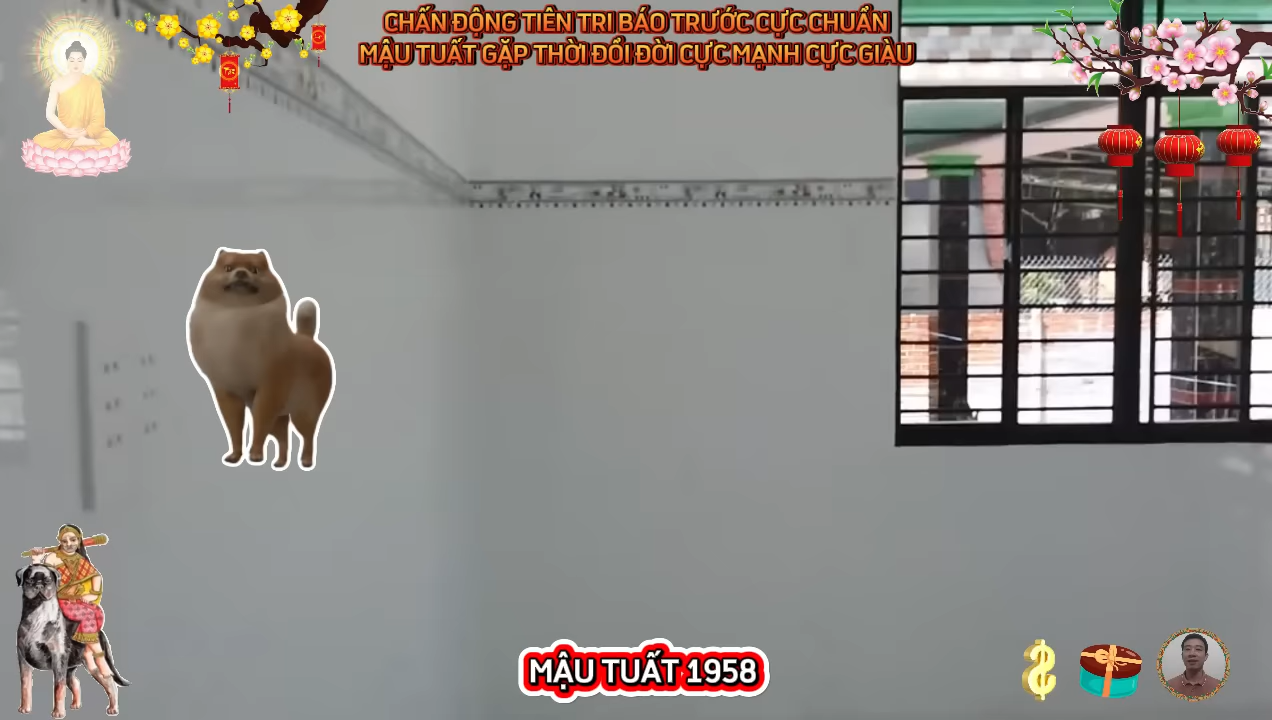 CHẤN ĐỘNG TIÊN TRI BÁO TRƯỚC CỰC CHUẨN
MẬU TUẤT GẶP THỜI ĐỔI ĐỜI CỰC MẠNH CỰC GIÀU
MẬU TUẤT 1958